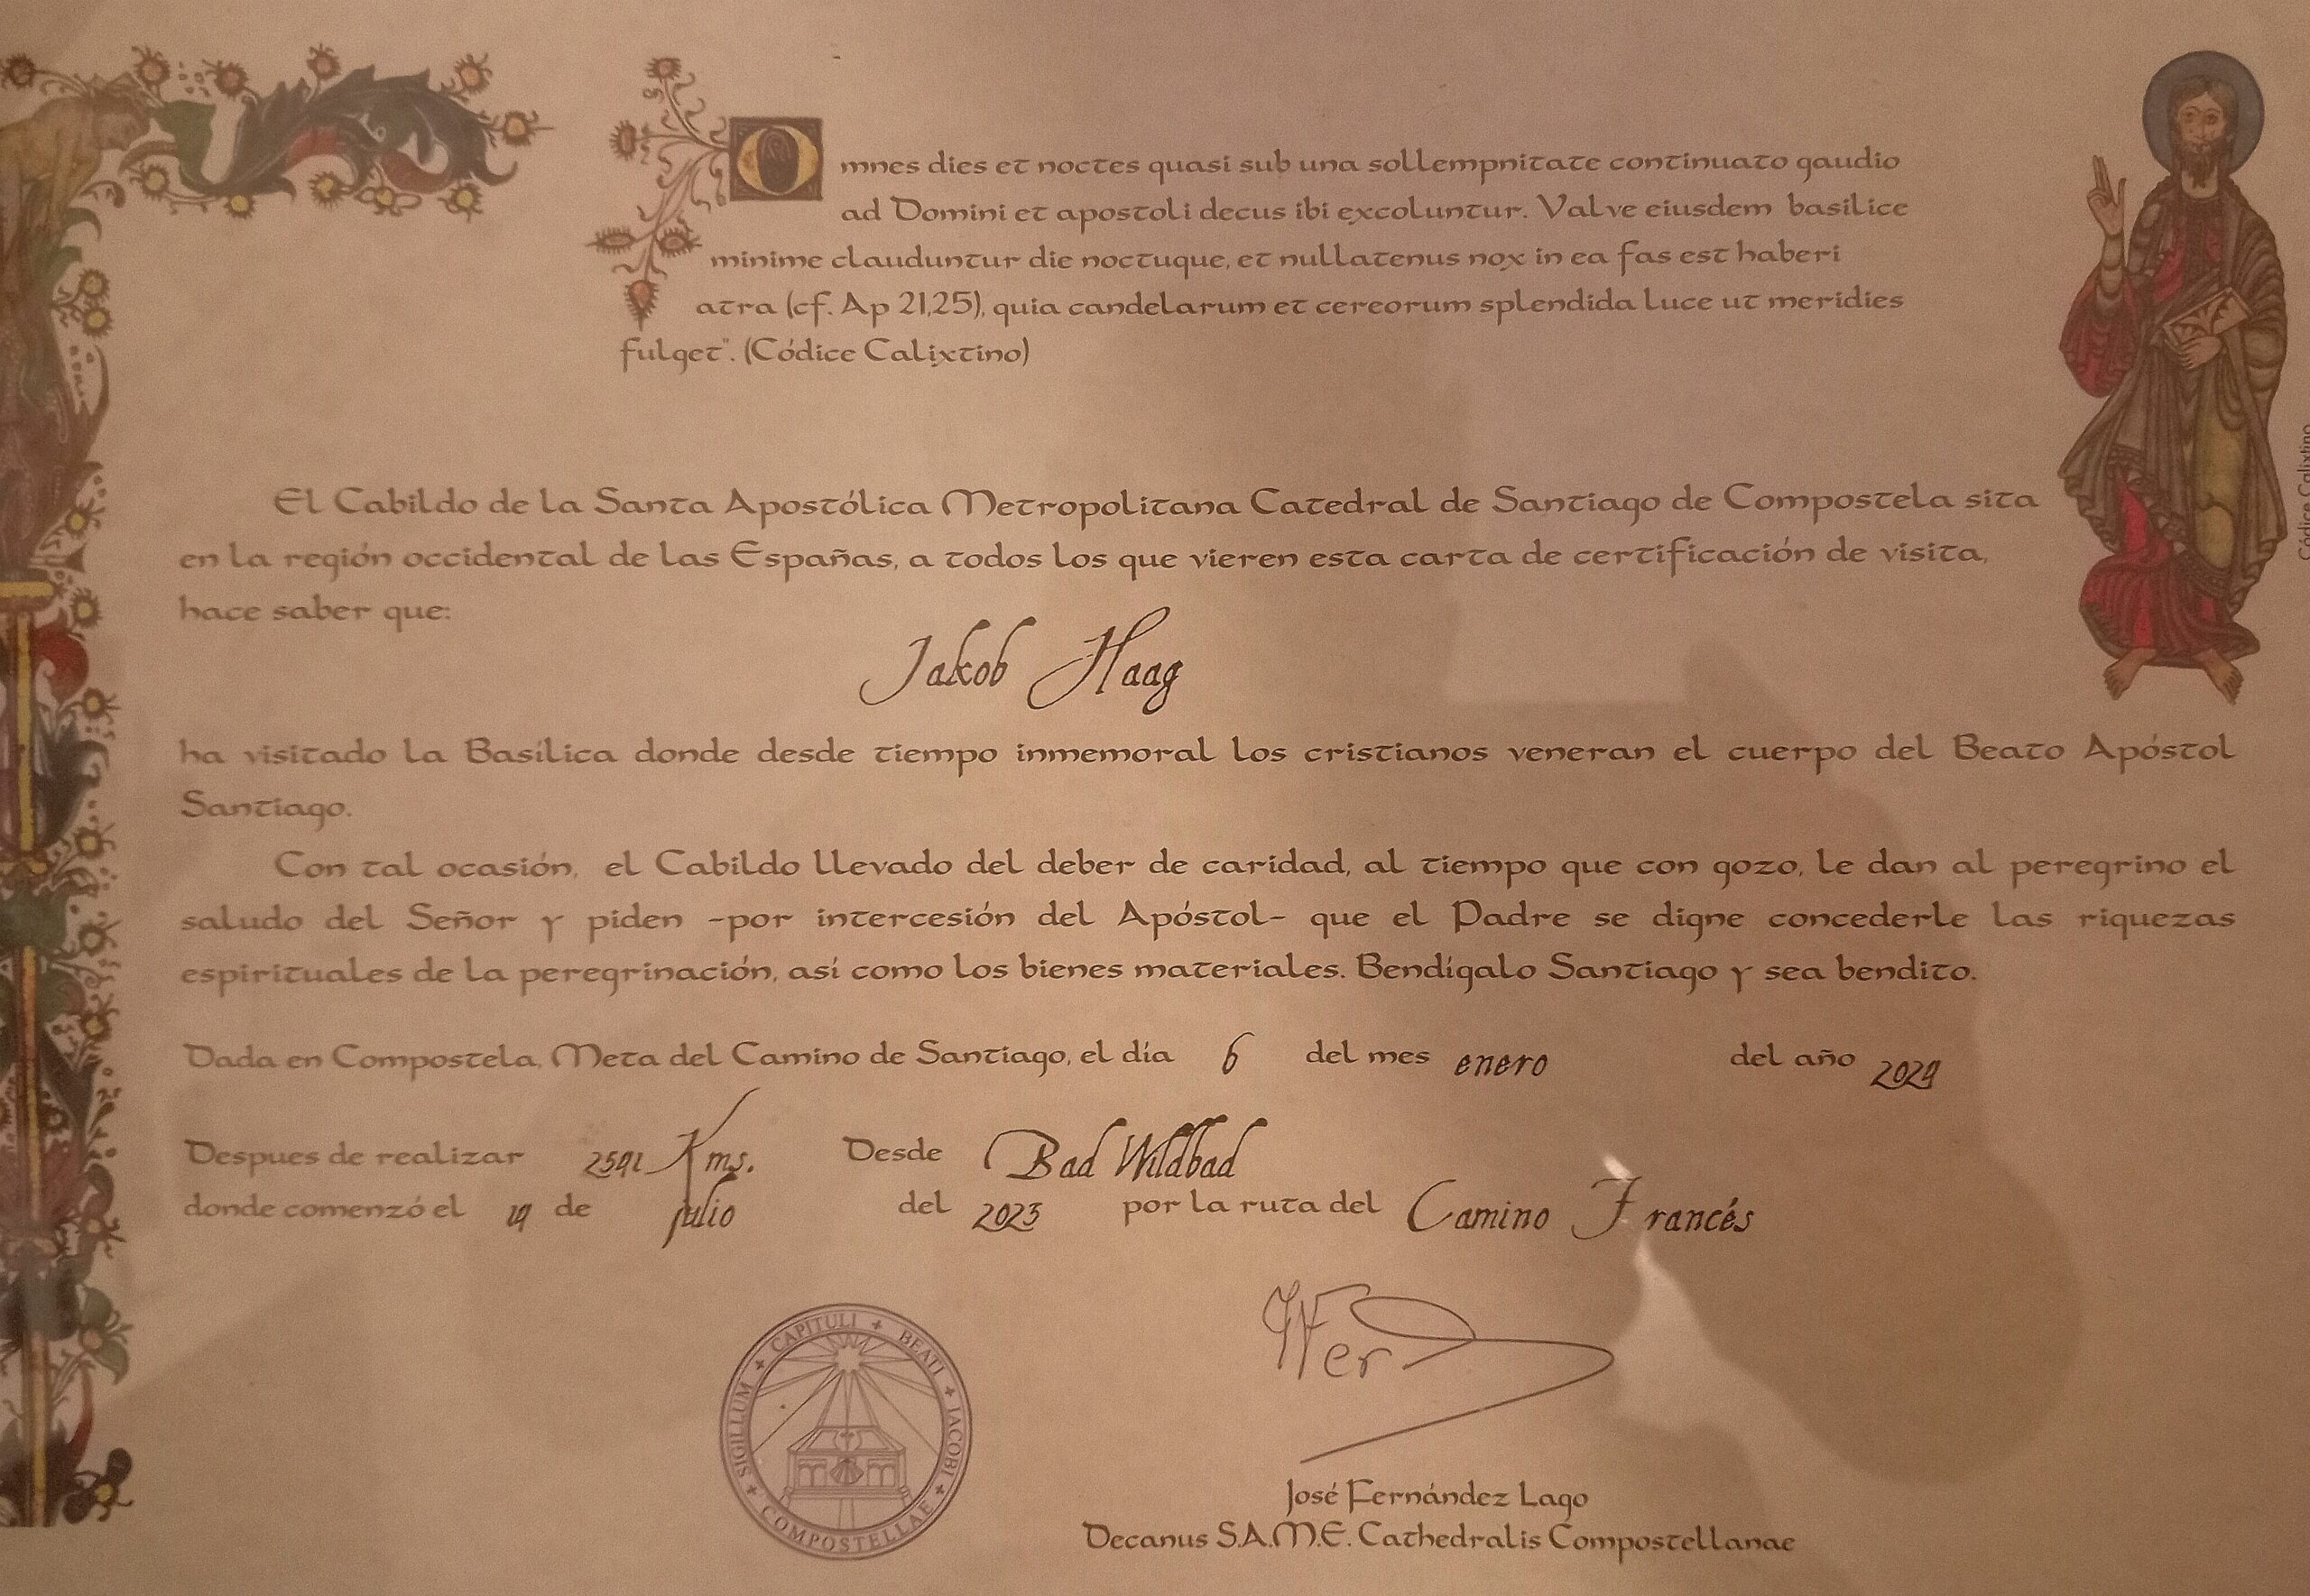 Omnes dies et noctes quasi sub una sollempnitate continuato gaudio
ad Domini et apostoli decus ibi excoluntur. Valve eiusdem basilice
minime clauduntur die noctuque, et nullatenus nox in ea fas est haberi
atra (cf. Ap 21,25), quia candelarum et cereorum splendida luce ut meridies
fulget". (Códice Calixtino)
Códice Calixtino
El Cabildo de la Santa Apostólica Metropolitana Catedral de Santiago de Compostela sita
en la región occidental de las Españas, a todos los que vieren esta carta de certificación de visita,
hace saber que:
Jakob Haag
ha visitado la Basílica donde desde tiempo inmemoral los cristianos veneran el cuerpo del Beato Apóstol
Santiago.
Con tal ocasión, el Cabildo llevado del deber de caridad, al tiempo que con gozo, le dan al peregrino el
saludo del Señor y piden -por intercesión del Apóstol- que el Padre se digne concederle las riquezas
espirituales de la peregrinación, así como los bienes materiales. Bendígalo Santiago y sea bendito.
Dada en Compostela, Meta del Camino de Santiago, el día 6 del mes enero del año 2024
Despues de realizar 2541 Kms. Desde Bad Wildbad
donde comenzó el de julio del 2023 por la ruta del Camino Francés
SIGILLUM + CAPITULI + BEATI + IACOBI + COMPOSTELLAE +
José Fernández Lago
Decanus S.A.M.E. Cathedralis Compostellanae